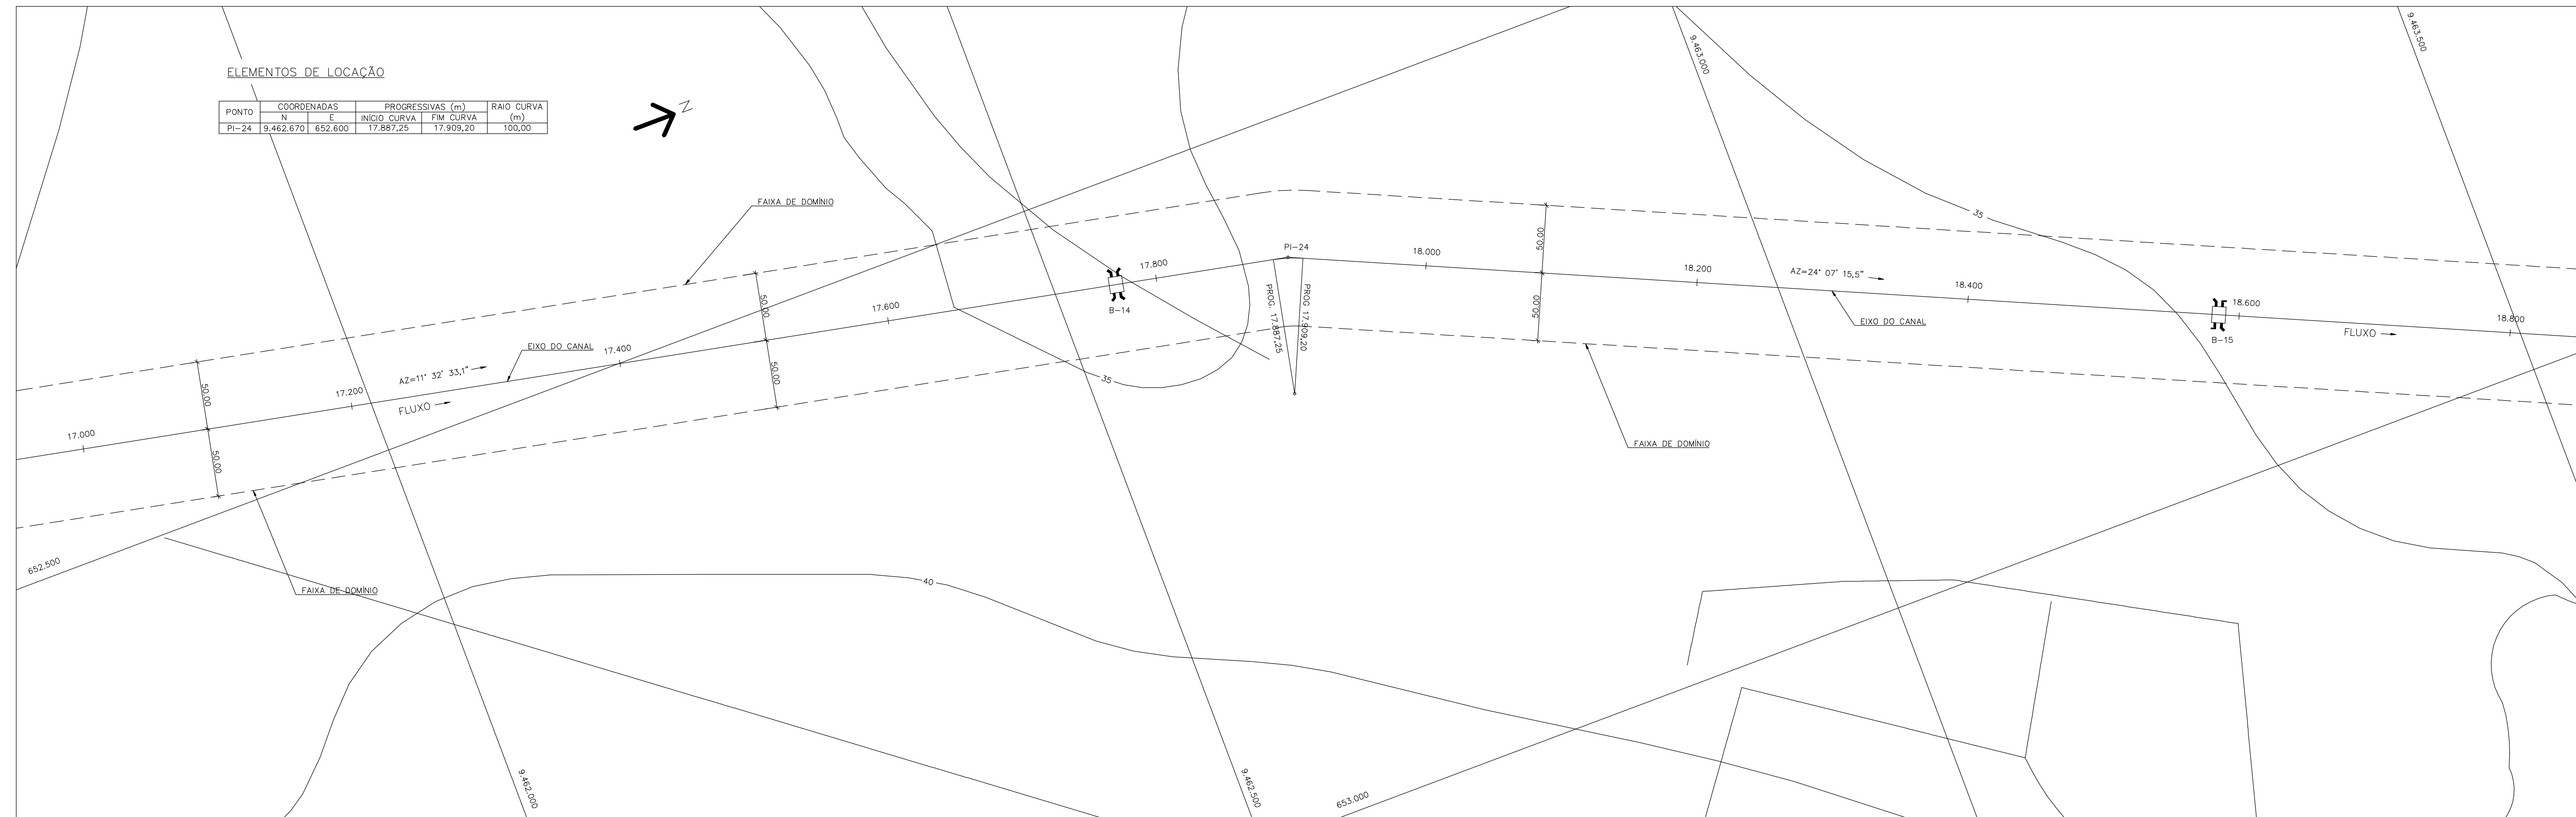 ELEMENTOS DE LOCAÇÃO
PONTO COORDENADAS PROGRESSIVAS (m) RAIO CURVA (m)
N E INÍCIO CURVA FIM CURVA
PI-24 9.462.670 652.600 17.887,25 17.909,20 100,00
N
9.463.000
9.463.500
FAIXA DE DOMÍNIO
35
PI-24
50,00
18.000
17.800
18.200
AZ=24° 07' 15,5"
18.400
18.600
18.800
B-14
PROG. 17.887,25
PROG 17.909,20
50,00
50,00
17.600
EIXO DO CANAL
FLUXO
B-15
EIXO DO CANAL
17.400
50,00
35
AZ=11° 32' 33,1"
17.200
50,00
FLUXO
17.000
50,00
FAIXA DE DOMÍNIO
652.500
FAIXA DE DOMÍNIO
40
9.462.000
9.462.500
653.000